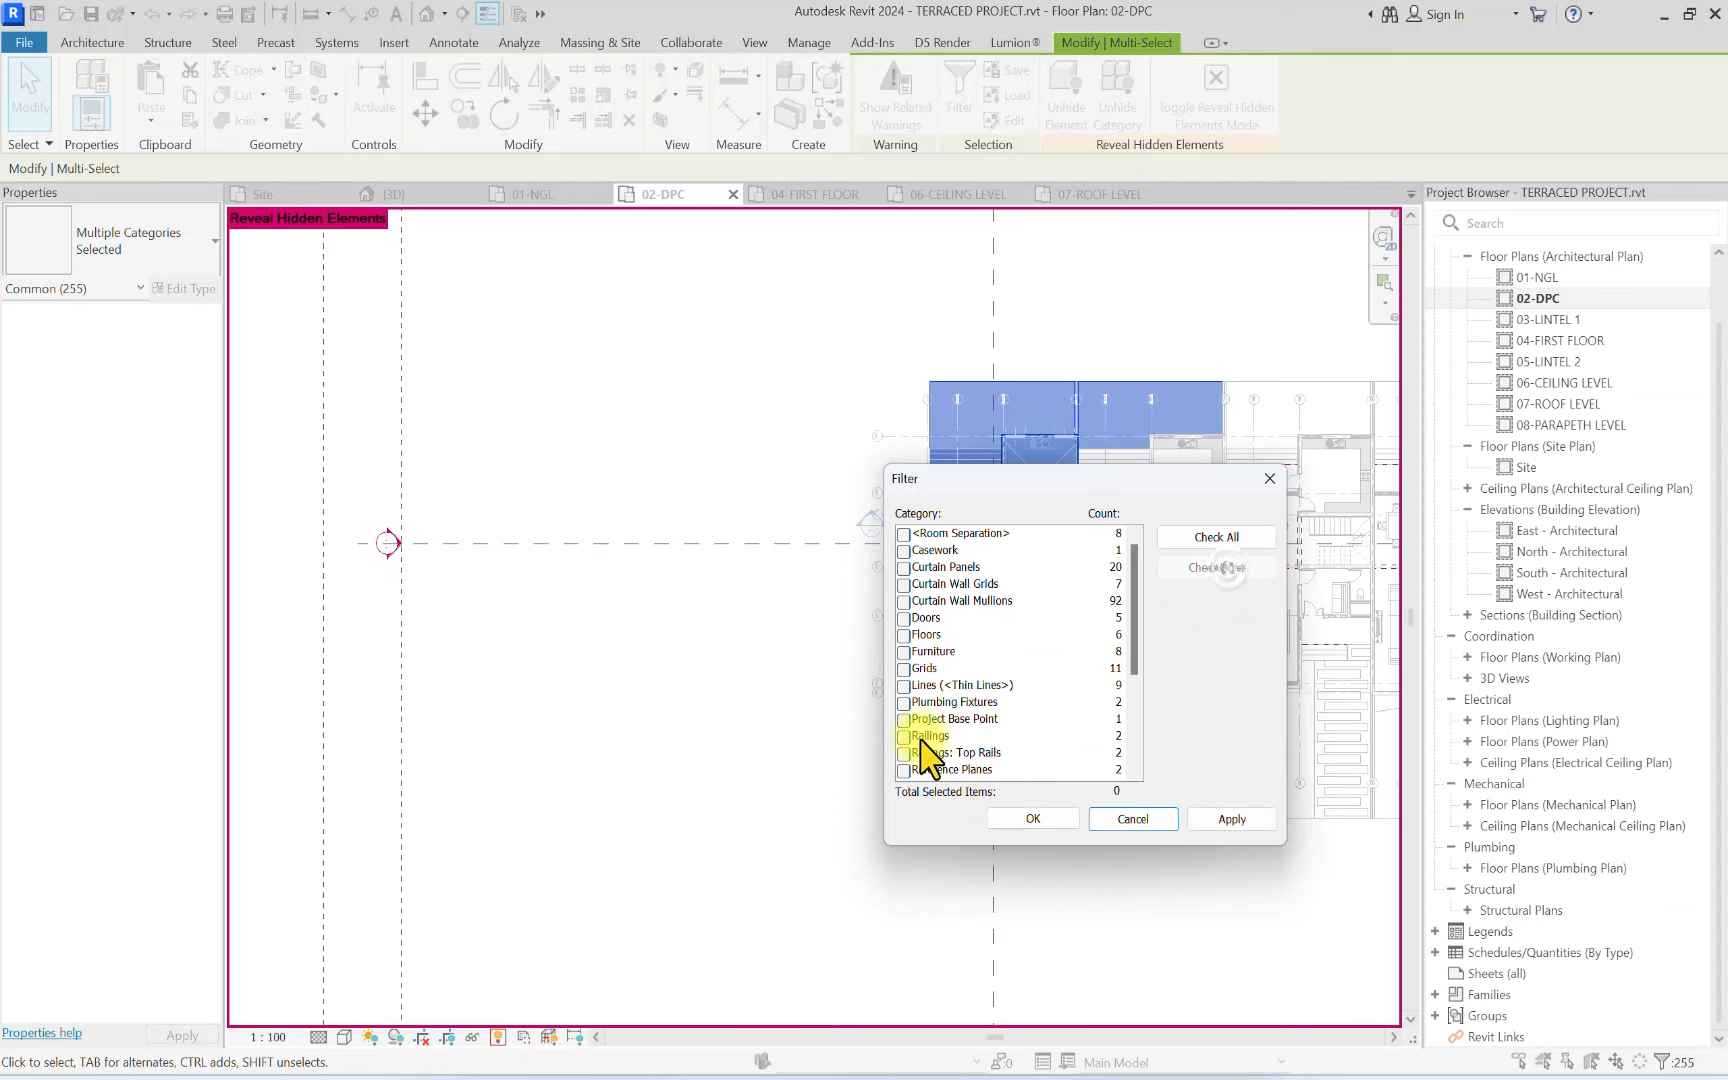 Autodesk Revit 2024 - TERRACED PROJECT.rvt - Floor Plan: 02-DPC
Sign In
File Architecture Structure Steel Precast Systems Insert Annotate Analyze Massing & Site Collaborate View Manage Add-Ins D5 Render Lumion® Modify | Multi-Select
Modify
Paste
Cope
Cut
Join
Activate
Show Related Warnings
Filter
Save
Load
Edit
Unhide Element
Unhide Category
Toggle Reveal Hidden Elements Mode
Select Properties Clipboard Geometry Controls Modify View Measure Create Warning Selection Reveal Hidden Elements
Modify | Multi-Select
Properties
Site {3D} 01-NGL 02-DPC 04-FIRST FLOOR 06-CEILING LEVEL 07-ROOF LEVEL
Project Browser - TERRACED PROJECT.rvt
Multiple Categories Selected
Common (255)
Edit Type
Reveal Hidden Elements
2D
Search
Floor Plans (Architectural Plan)
01-NGL
02-DPC
03-LINTEL 1
04-FIRST FLOOR
05-LINTEL 2
06-CEILING LEVEL
07-ROOF LEVEL
08-PARAPETH LEVEL
Floor Plans (Site Plan)
Site
Ceiling Plans (Architectural Ceiling Plan)
Elevations (Building Elevation)
East - Architectural
North - Architectural
South - Architectural
West - Architectural
Sections (Building Section)
Coordination
Floor Plans (Working Plan)
3D Views
Electrical
Floor Plans (Lighting Plan)
Floor Plans (Power Plan)
Ceiling Plans (Electrical Ceiling Plan)
Mechanical
Floor Plans (Mechanical Plan)
Ceiling Plans (Mechanical Ceiling Plan)
Plumbing
Floor Plans (Plumbing Plan)
Structural
Structural Plans
Legends
Schedules/Quantities (By Type)
Sheets (all)
Families
Groups
Revit Links
Filter
Category: Count:
<Room Separation> 8
Casework 1
Curtain Panels 20
Curtain Wall Grids 7
Curtain Wall Mullions 92
Doors 5
Floors 6
Furniture 8
Grids 11
Lines (<Thin Lines>) 9
Plumbing Fixtures 2
Project Base Point 1
Railings 2
Top Rails 2
Planes 2
Total Selected Items: 0
Check All
OK Cancel Apply
Properties help
Apply
1 : 100
Click to select, TAB for alternates, CTRL adds, SHIFT unselects.
:0
Main Model
:255